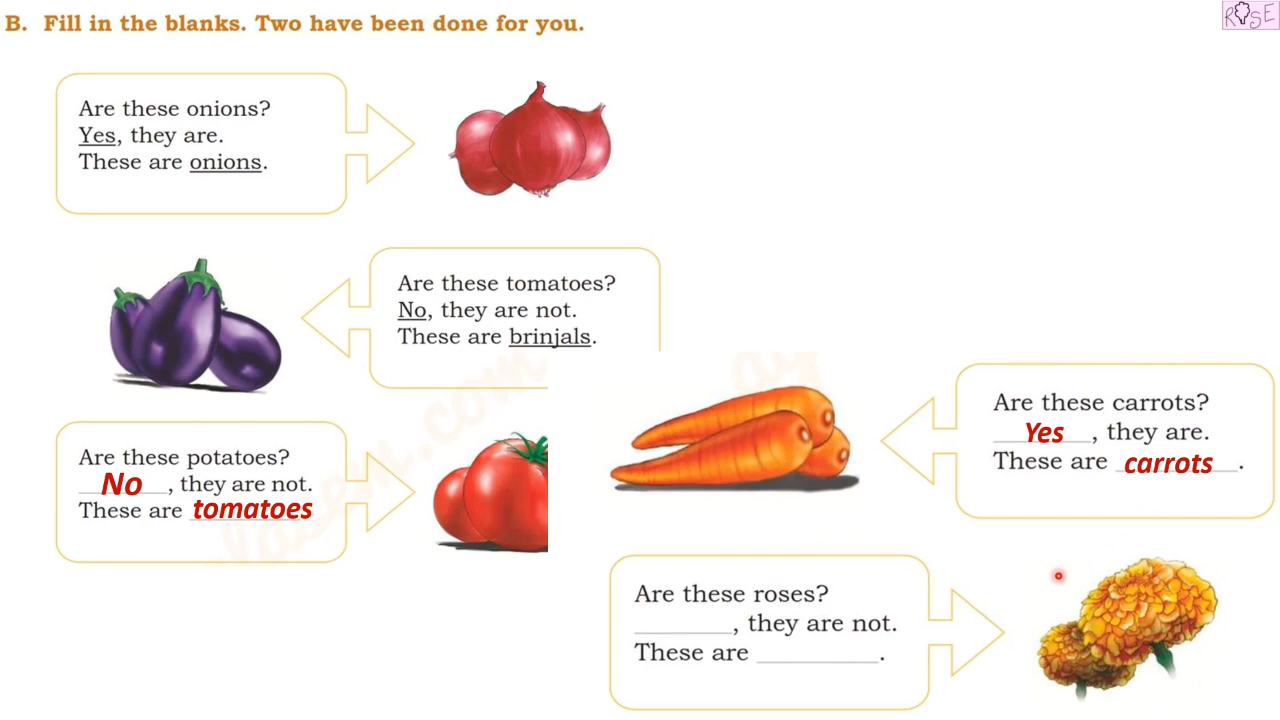 B. Fill in the blanks. Two have been done for you.
ROSE
Are these onions?
Yes, they are.
These are onions.
Are these tomatoes?
No, they are not.
These are brinjals.
Are these potatoes?
No, they are not.
These are tomatoes
Are these carrots?
Yes, they are.
These are carrots.
Are these roses?
________, they are not.
These are __________.